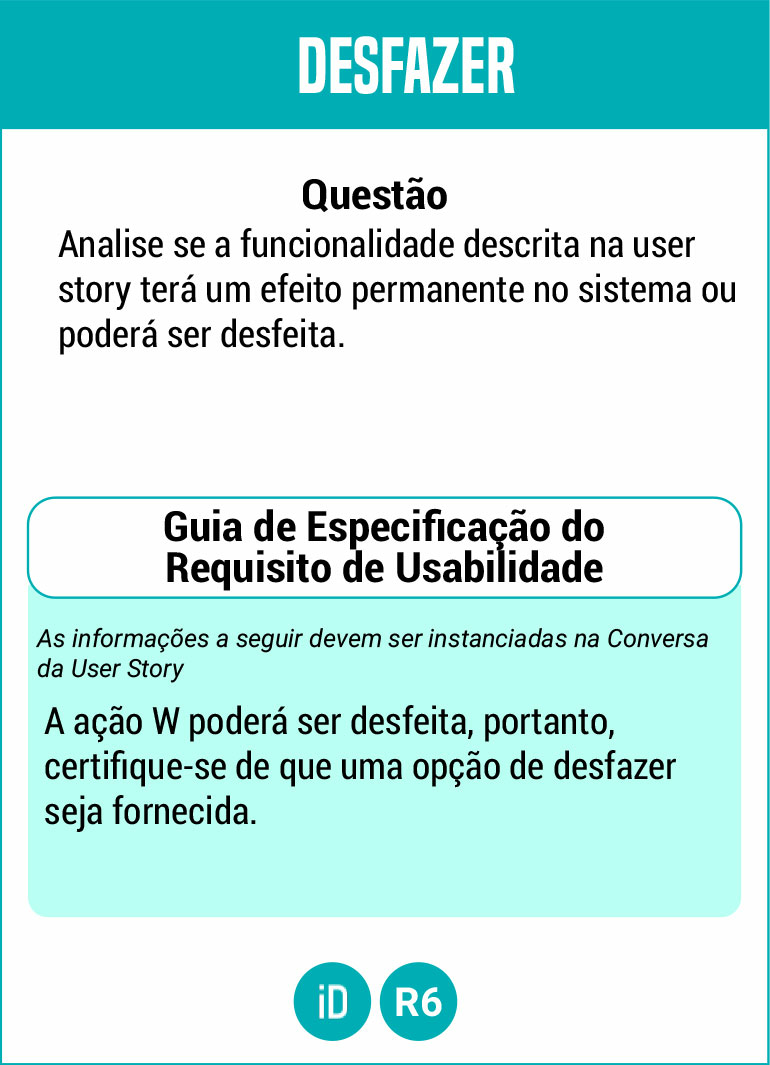 DESFAZER
Questão
Analise se a funcionalidade descrita na user
story terá um efeito permanente no sistema ou
poderá ser desfeita.
Guia de Especificação do
Requisito de Usabilidade
As informações a seguir devem ser instanciadas na Conversa
da User Story
A ação W poderá ser desfeita, portanto,
certifique-se de que uma opção de desfazer
seja fornecida.
iD R6